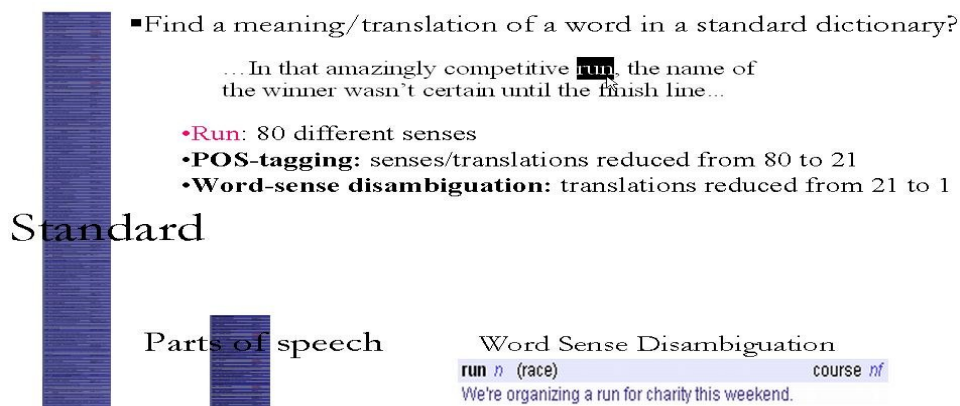 ▪Find a meaning/translation of a word in a standard dictionary?
…In that amazingly competitive run, the name of
the winner wasn't certain until the finish line...
•Run: 80 different senses
•POS-tagging: senses/translations reduced from 80 to 21
•Word-sense disambiguation: translations reduced from 21 to 1
Standard
Parts of speech
Word Sense Disambiguation
run n (race) course nf
We're organizing a run for charity this weekend.